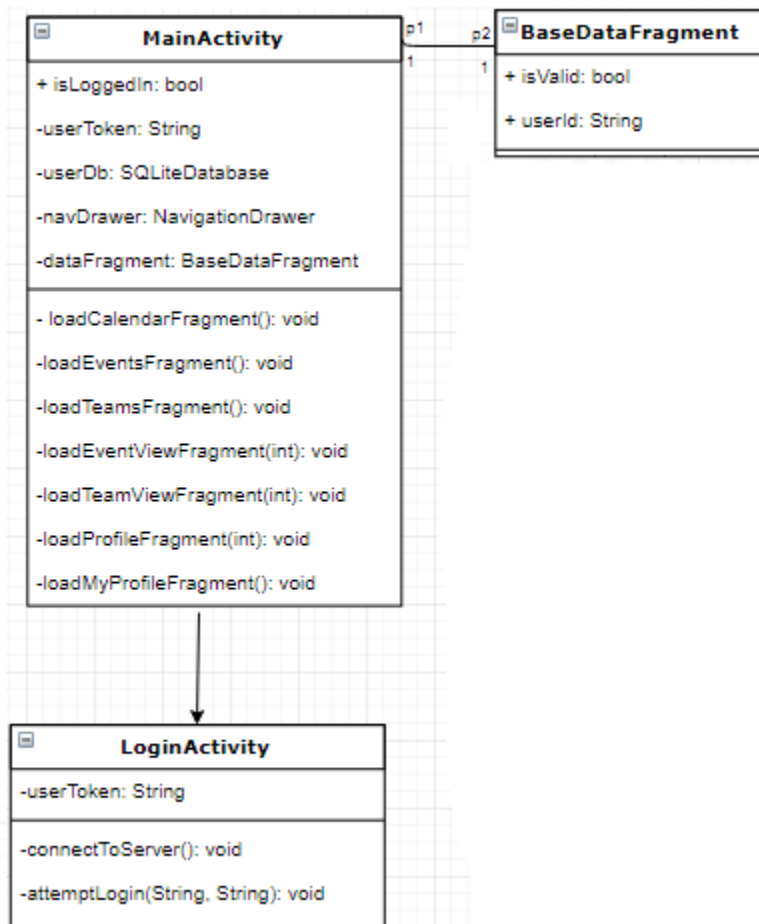 MainActivity
+ isLoggedIn: bool
-userToken: String
-userDb: SQLiteDatabase
-navDrawer: NavigationDrawer
-dataFragment: BaseDataFragment
- loadCalendarFragment(): void
-loadEventsFragment(): void
-loadTeamsFragment(): void
-loadEventViewFragment(int): void
-loadTeamViewFragment(int): void
-loadProfileFragment(int): void
-loadMyProfileFragment(): void
p1
1
p2
1
BaseDataFragment
+ isValid: bool
+ userId: String
LoginActivity
-userToken: String
-connectToServer(): void
-attemptLogin(String, String): void